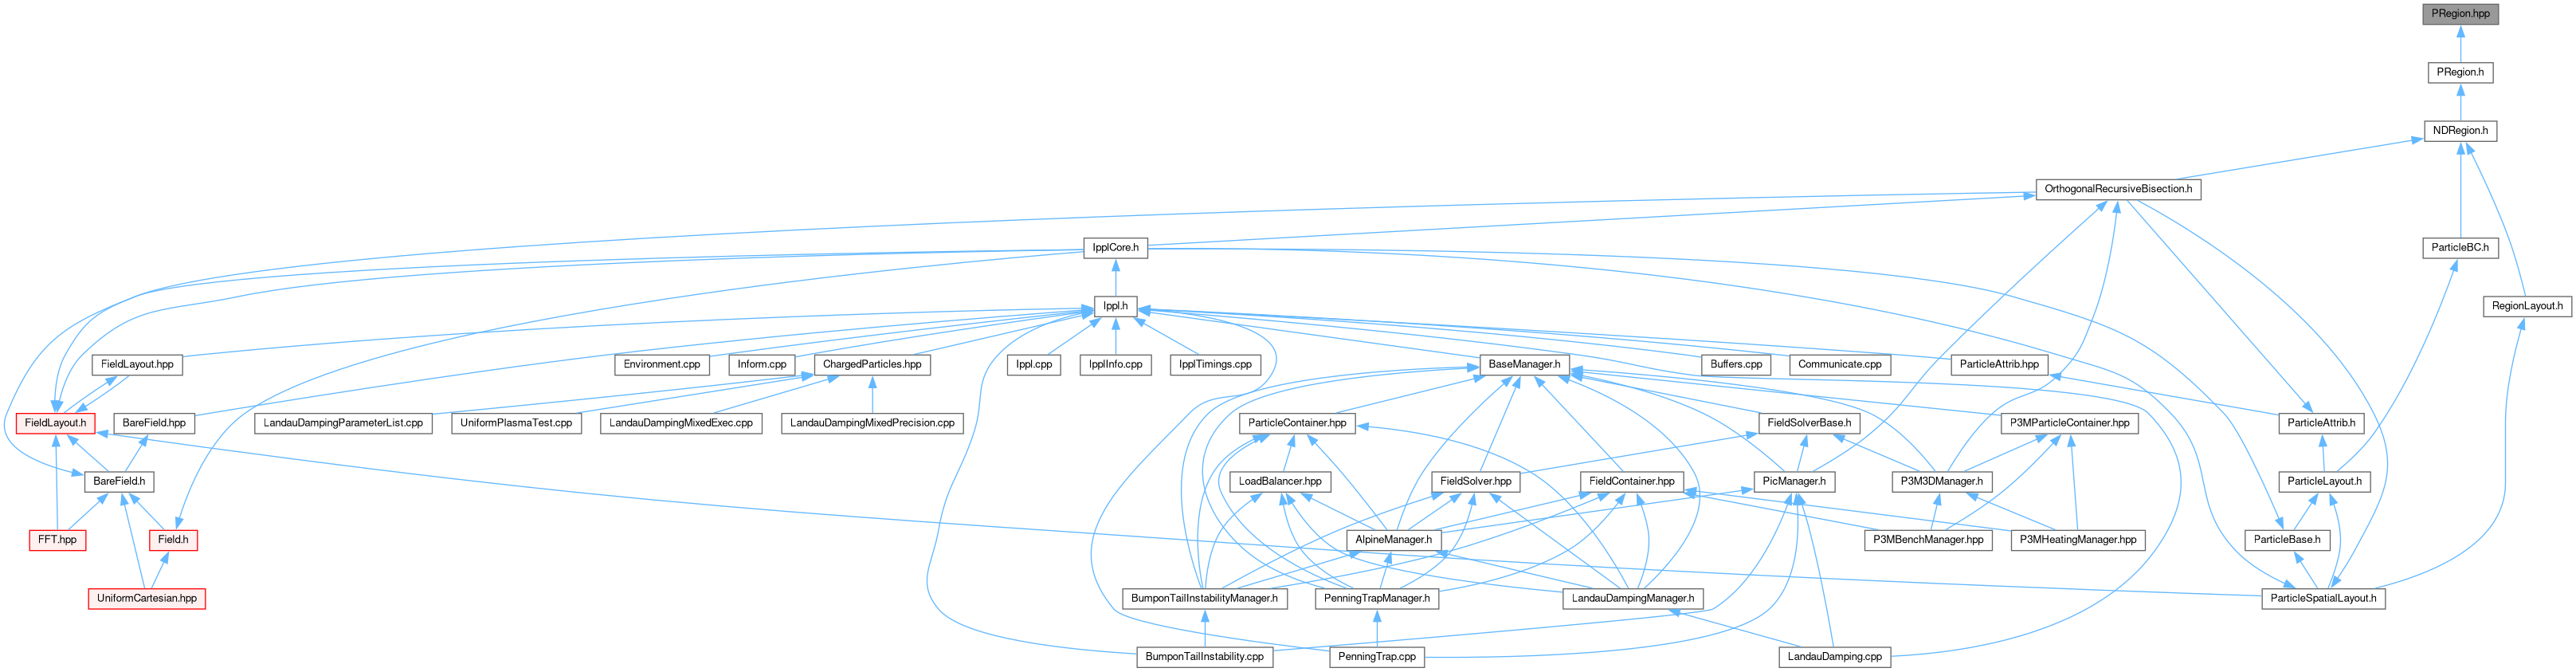 PRegion.hpp
PRegion.h
NDRegion.h
OrthogonalRecursiveBisection.h
IpplCore.h
ParticleBC.h
Ippl.h
RegionLayout.h
FieldLayout.hpp
Environment.cpp
Inform.cpp
ChargedParticles.hpp
Ippl.cpp
IpplInfo.cpp
IpplTimings.cpp
BaseManager.h
Buffers.cpp
Communicate.cpp
ParticleAttrib.hpp
FieldLayout.h
BareField.hpp
LandauDampingParameterList.cpp
UniformPlasmaTest.cpp
LandauDampingMixedExec.cpp
LandauDampingMixedPrecision.cpp
ParticleContainer.hpp
FieldSolverBase.h
P3MParticleContainer.hpp
ParticleAttrib.h
BareField.h
LoadBalancer.hpp
FieldSolver.hpp
FieldContainer.hpp
PicManager.h
P3M3DManager.h
ParticleLayout.h
FFT.hpp
Field.h
AlpineManager.h
P3MBenchManager.hpp
P3MHeatingManager.hpp
ParticleBase.h
UniformCartesian.hpp
BumponTailInstabilityManager.h
PenningTrapManager.h
LandauDampingManager.h
ParticleSpatialLayout.h
BumponTailInstability.cpp
PenningTrap.cpp
LandauDamping.cpp